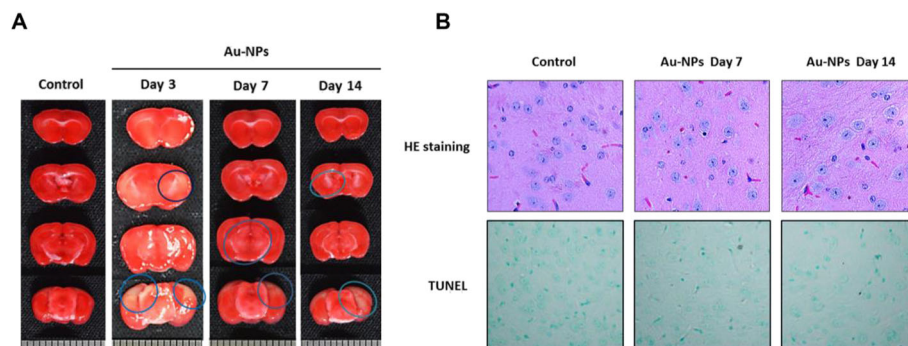 A
Au-NPs
Control
Day 3
Day 7
Day 14
B
Control
Au-NPs Day 7
Au-NPs Day 14
HE staining
TUNEL